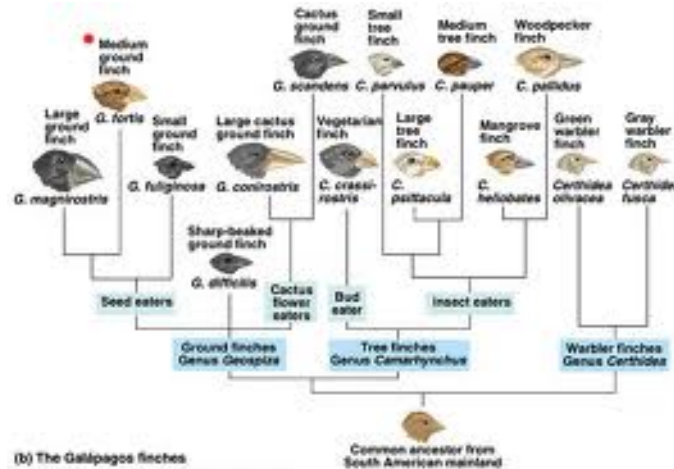 Medium
ground
finch
G. fortis
Large
ground
finch
G. magnirostris
Small
ground
finch
G. fuliginosa
Large cactus
ground finch
G. conirostris
Cactus
ground
finch
G. scandens
Vegetarian
finch
C. crassi-
rostris
Small
tree
finch
C. parvulus
Large
tree
finch
C.
psittacula
Medium
tree finch
C. pauper
Mangrove
finch
C.
heliobates
Woodpecker
finch
C. pallidus
Green
warbler
finch
Certhidea
olivacea
Gray
warbler
finch
Certhidea
fusca
Sharp-beaked
ground finch
G. difficilis
Seed eaters
Cactus
flower
eaters
Bud
eater
Insect eaters
Ground finches
Genus Geospiza
Tree finches
Genus Camarhynchus
Warbler finches
Genus Certhidea
Common ancestor from
South American mainland
(b) The Galápagos finches